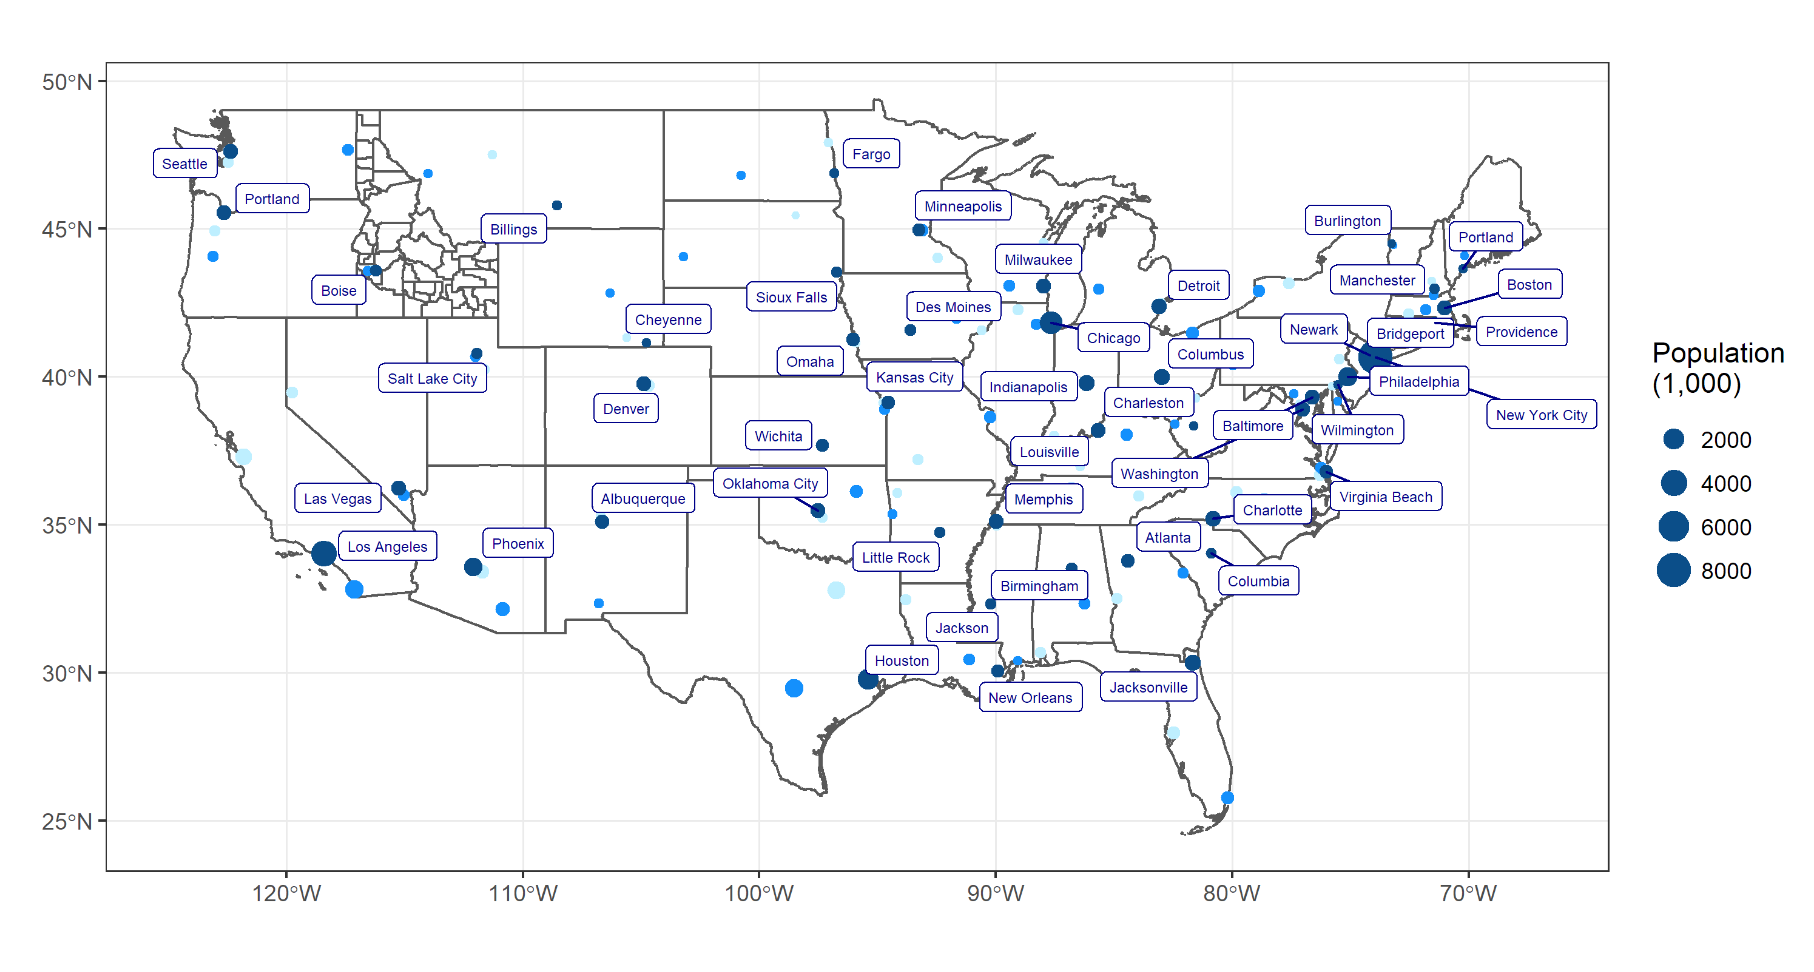 50°N
45°N
40°N
35°N
30°N
25°N
120°W
110°W
100°W
90°W
80°W
70°W
Seattle
Portland
Fargo
Billings
Minneapolis
Burlington
Portland
Boise
Milwaukee
Manchester
Boston
Sioux Falls
Des Moines
Detroit
Cheyenne
Newark
Bridgeport
Providence
Chicago
Omaha
Columbus
Salt Lake City
Kansas City
Indianapolis
Philadelphia
Denver
Charleston
New York City
Wichita
Baltimore
Wilmington
Louisville
Las Vegas
Albuquerque
Oklahoma City
Washington
Memphis
Virginia Beach
Charlotte
Los Angeles
Phoenix
Little Rock
Atlanta
Birmingham
Columbia
Jackson
Houston
New Orleans
Jacksonville
Population
(1,000)
2000
4000
6000
8000